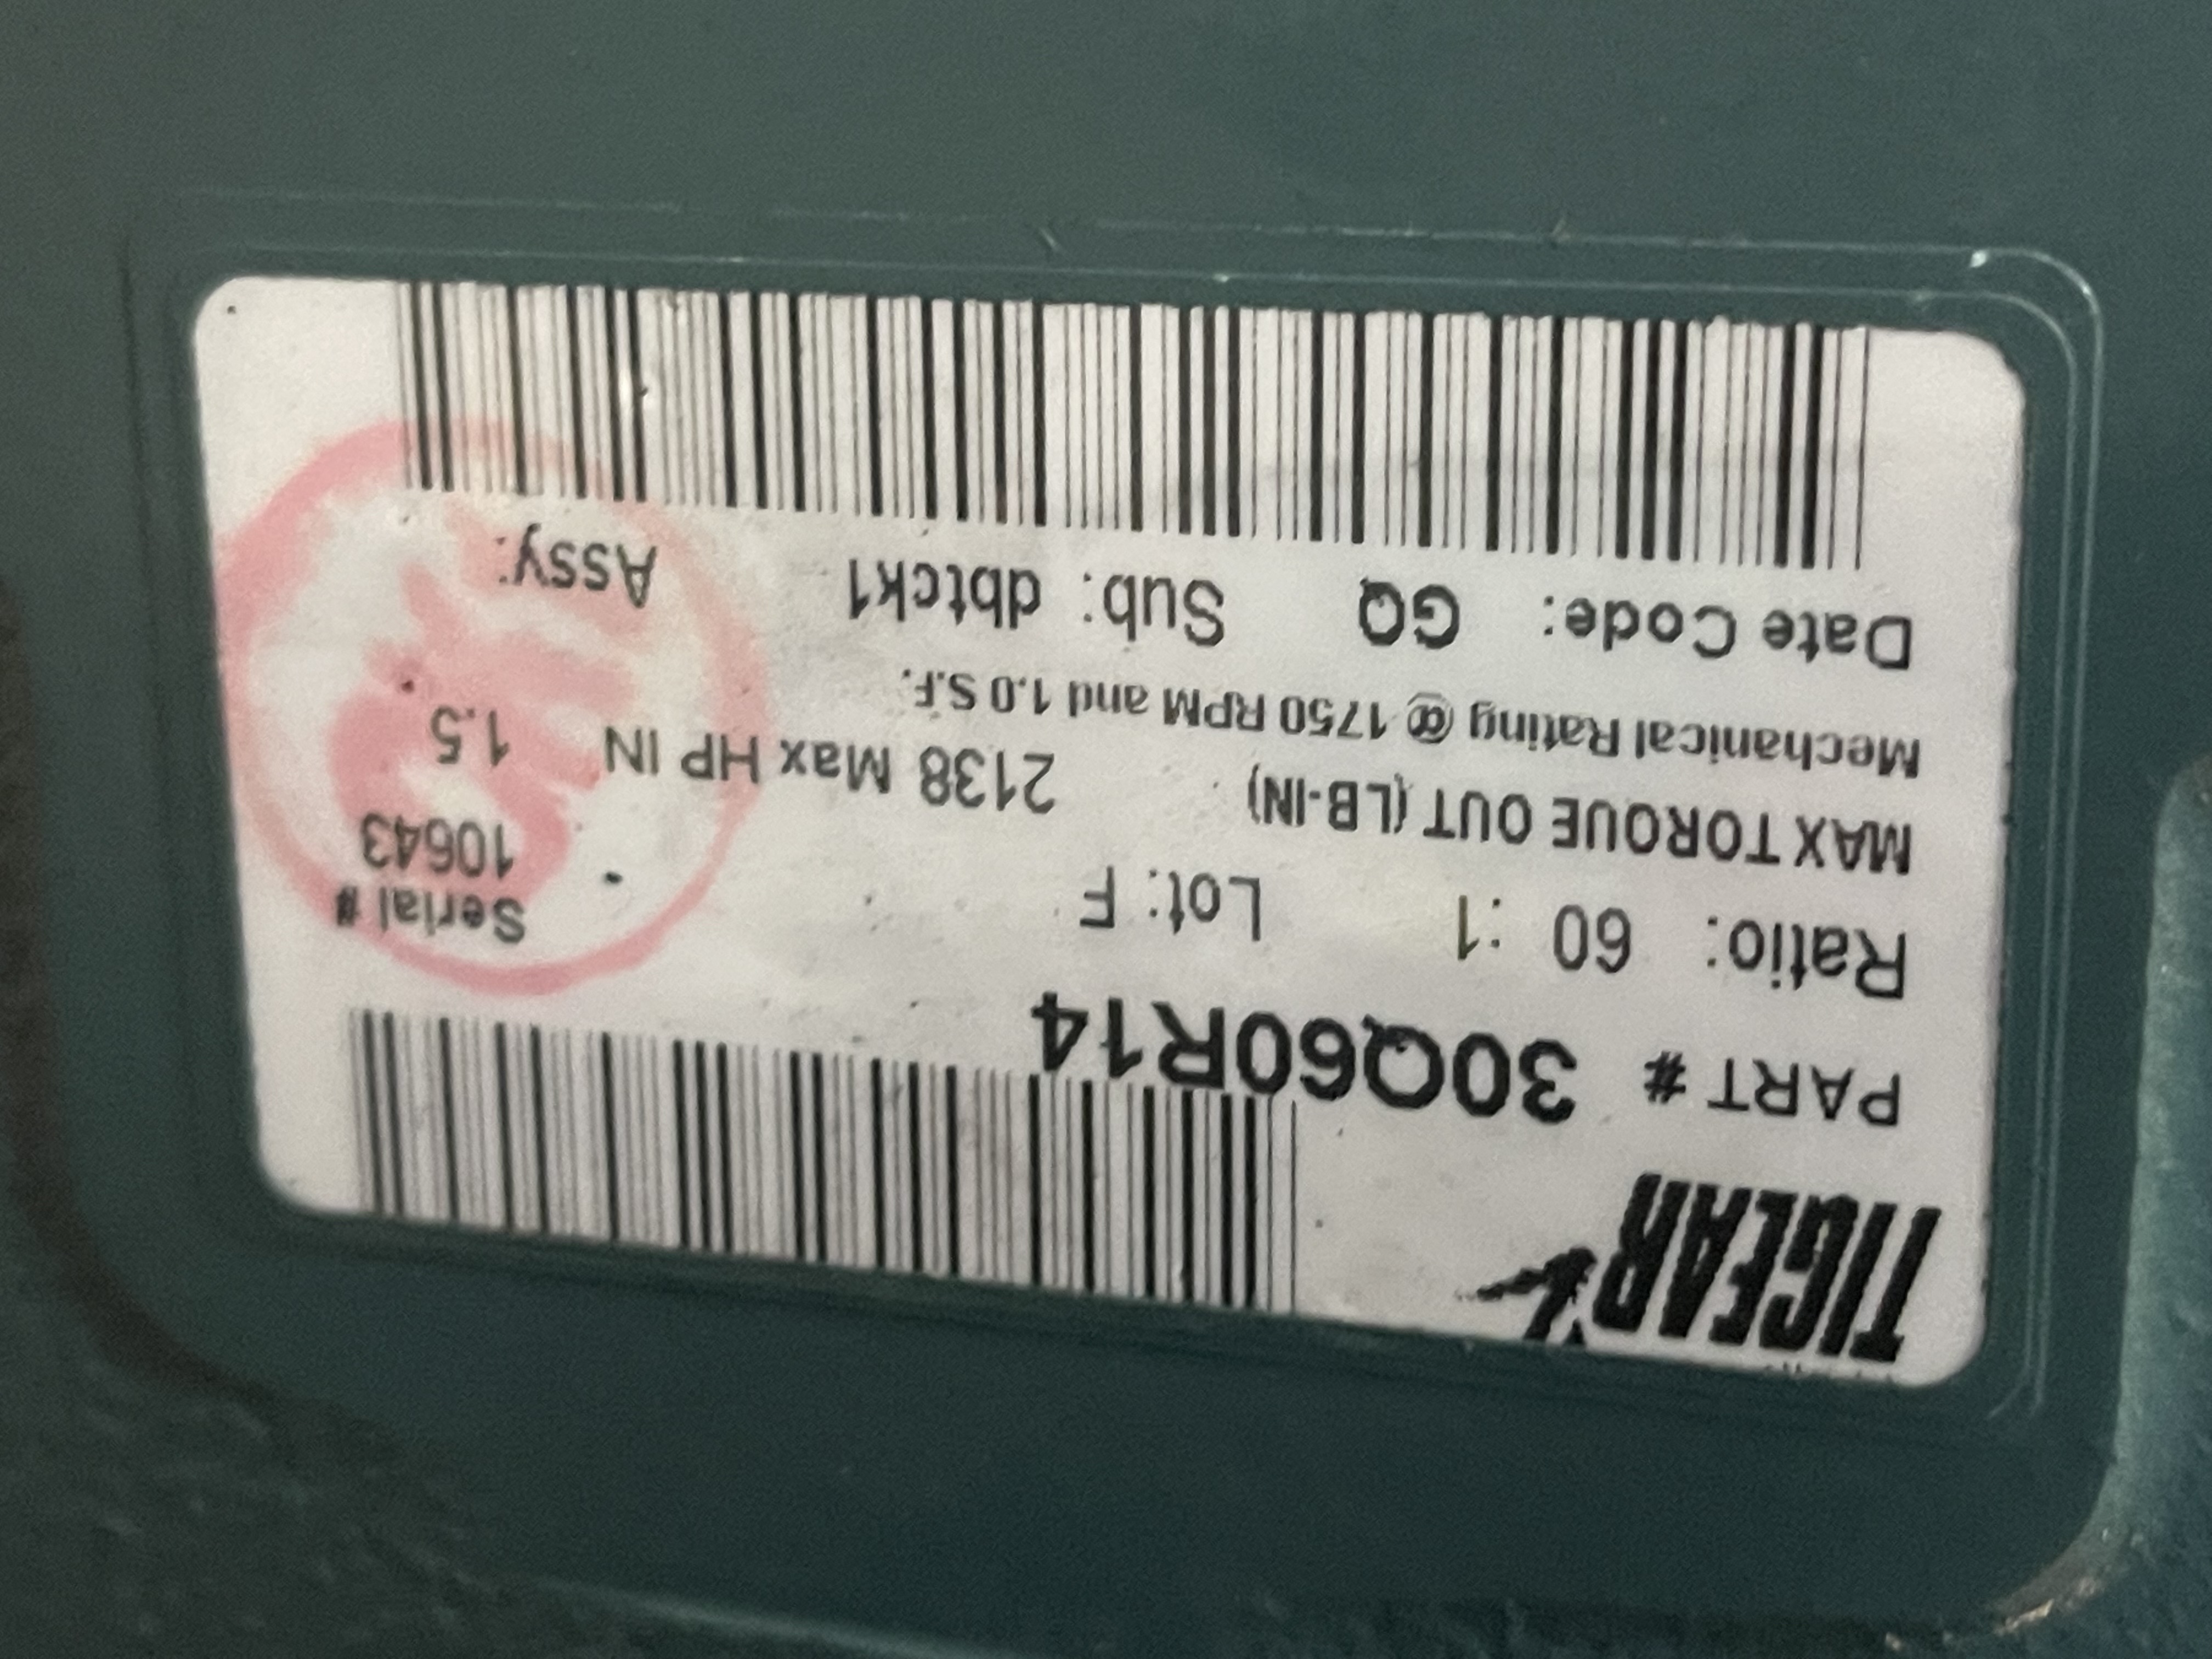 TIGEAR
PART # 30Q60R14
Ratio: 60 :1 Lot: F
Serial #
10643
MAX TORQUE OUT (LB-IN) 2138 Max HP IN 1.5
Mechanical Rating @ 1750 RPM and 1.0 S.F.
Date Code: GQ Sub: dbtck1 Assy: